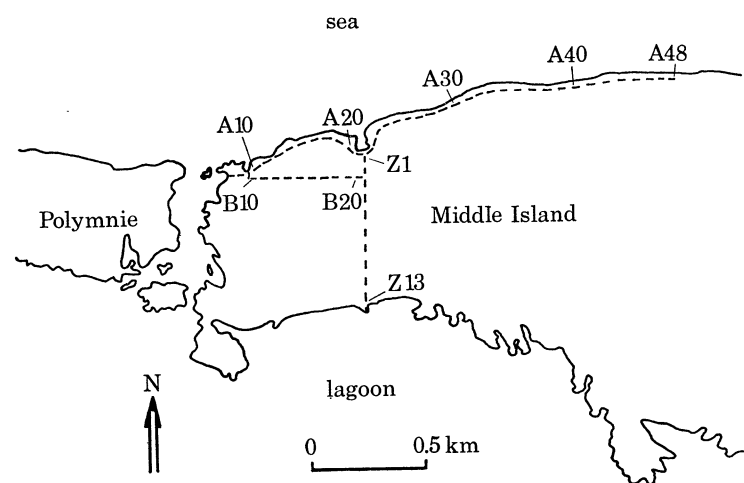 sea
A48
A40
A30
A20
A10
Z1
B10
B20
Polymnie
Middle Island
Z13
N
lagoon
0
0.5 km